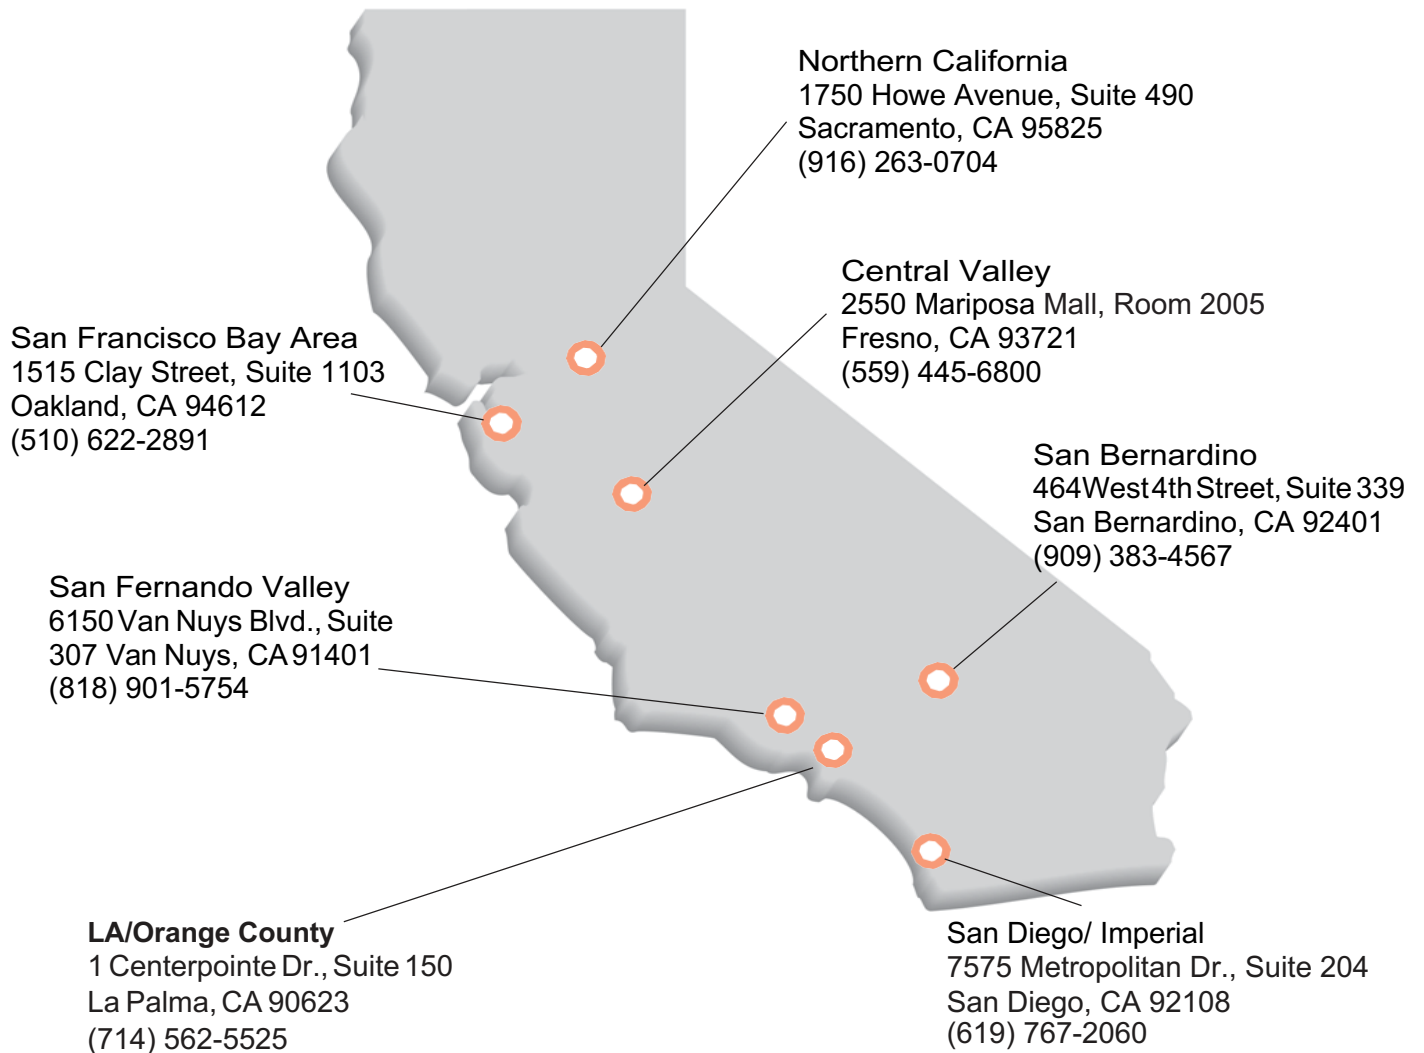 Northern California
1750 Howe Avenue, Suite 490
Sacramento, CA 95825
(916) 263-0704
Central Valley
2550 Mariposa Mall, Room 2005
Fresno, CA 93721
(559) 445-6800
San Francisco Bay Area
1515 Clay Street, Suite 1103
Oakland, CA 94612
(510) 622-2891
San Bernardino
464 West 4th Street, Suite 339
San Bernardino, CA 92401
(909) 383-4567
San Fernando Valley
6150 Van Nuys Blvd., Suite
307 Van Nuys, CA 91401
(818) 901-5754
LA/Orange County
1 Centerpointe Dr., Suite 150
La Palma, CA 90623
(714) 562-5525
San Diego/ Imperial
7575 Metropolitan Dr., Suite 204
San Diego, CA 92108
(619) 767-2060